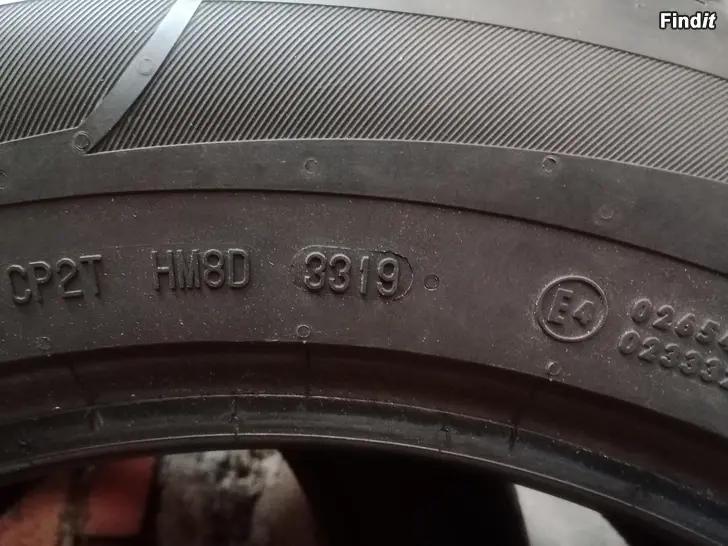 Findit
CP2T HM8D 3319
E4